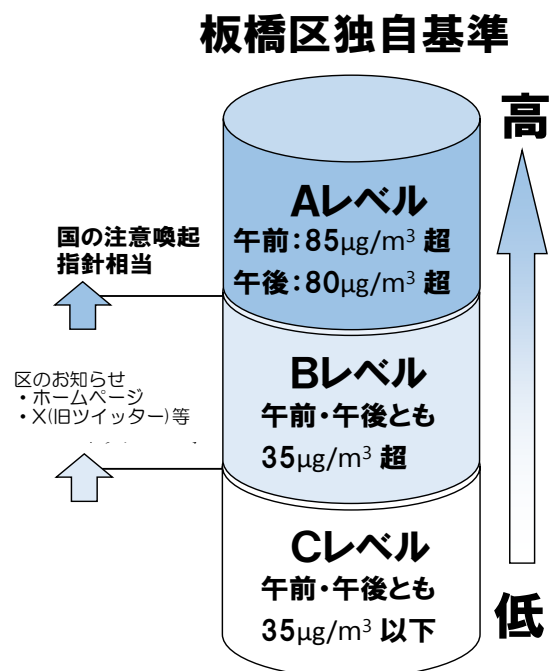 板橋区独自基準
高
Aレベル
午前：85μg/m³ 超
午後：80μg/m³ 超
国の注意喚起
指針相当
Bレベル
午前・午後とも
35μg/m³ 超
区のお知らせ
・ホームページ
・X(旧ツイッター)等
Cレベル
午前・午後とも
35μg/m³ 以下
低